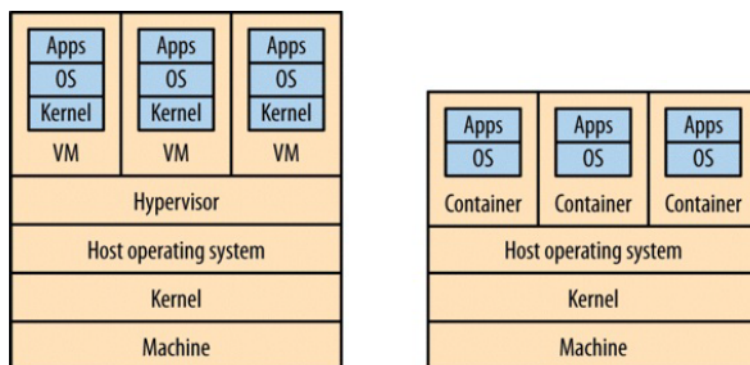 Apps
OS
Kernel
VM
Apps
OS
Kernel
VM
Apps
OS
Kernel
VM
Hypervisor
Host operating system
Kernel
Machine
Apps
OS
Container
Apps
OS
Container
Apps
OS
Container
Host operating system
Kernel
Machine